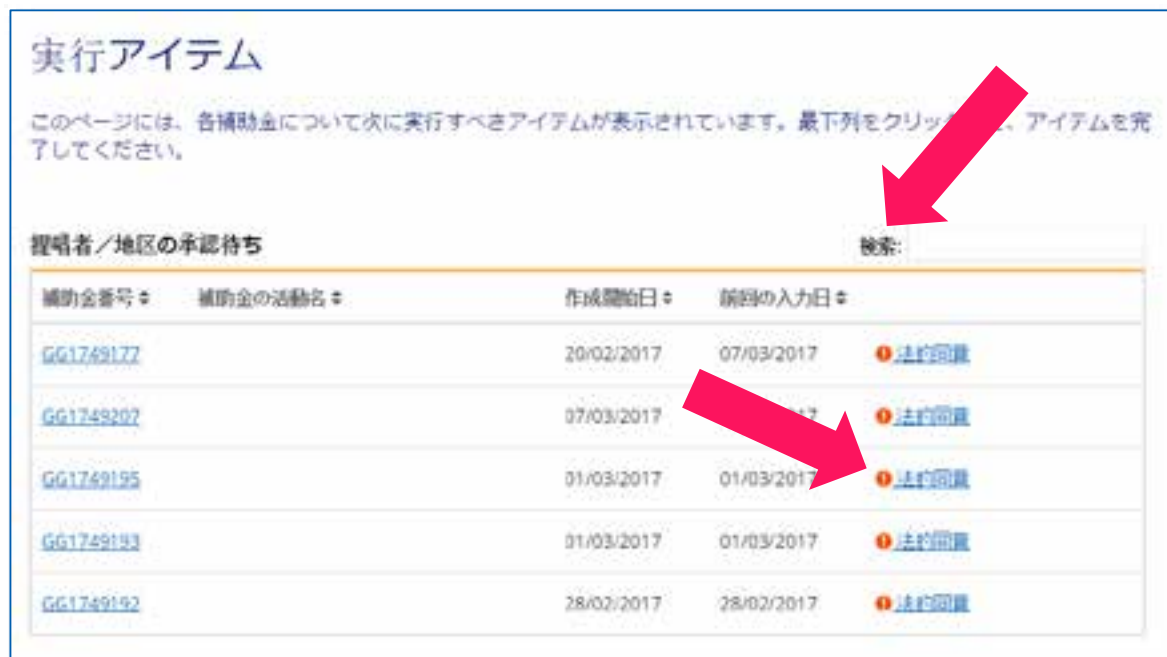 実行アイテム
このページには、各補助金について次に実行すべきアイテムが表示されています。最下列をクリック、アイテムを完
了してください。
提唱者／地区の承認待ち 検索:
補助金番号 補助金の活動名 作成開始日 前回の入力日
GG1749177 20/02/2017 07/03/2017 法的同意
GG1749207 07/03/2017 法的同意
GG1749195 01/03/2017 01/03/2017 法的同意
GG1749193 01/03/2017 01/03/2017 法的同意
GG1749192 28/02/2017 28/02/2017 法的同意